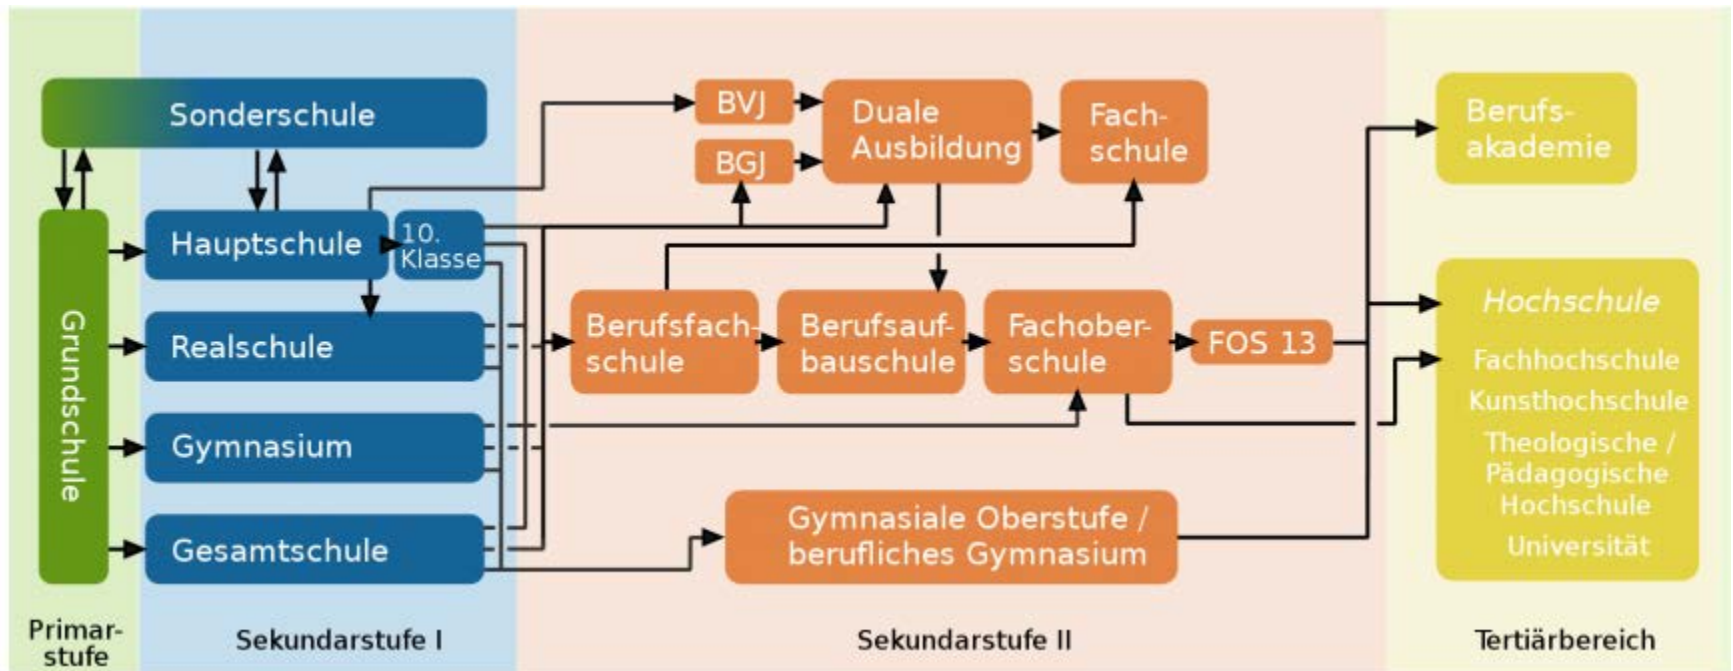 Sonderschule
Grundschule
Hauptschule
10.
Klasse
Realschule
Gymnasium
Gesamtschule
BVJ
BGJ
Duale
Ausbildung
Fach-
schule
Berufsfach-
schule
Berufsauf-
bauschule
Fachober-
schule
FOS 13
Gymnasiale Oberstufe /
berufliches Gymnasium
Berufs-
akademie
Hochschule
Fachhochschule
Kunsthochschule
Theologische /
Pädagogische
Hochschule
Universität
Primar-
stufe
Sekundarstufe I
Sekundarstufe II
Tertiärbereich